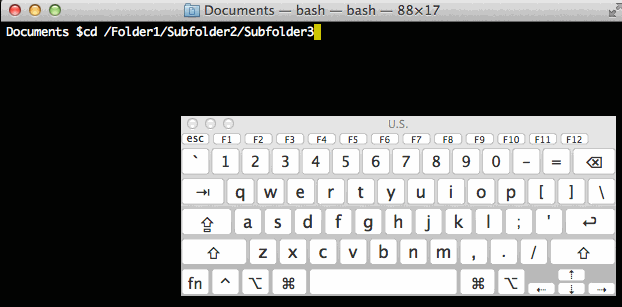 Documents — bash — bash — 88×17
Documents $cd /Folder1/Subfolder2/Subfolder3
U.S.
esc F1 F2 F3 F4 F5 F6 F7 F8 F9 F10 F11 F12
` 1 2 3 4 5 6 7 8 9 0 - = ⌫
⇥ q w e r t y u i o p [ ] \
⇪ a s d f g h j k l ; ' ↩
⇧ z x c v b n m , . / ⇧
fn ^ ⌥ ⌘ ⌘ ⌥ ⇠ ⇡ ⇣ ⇢